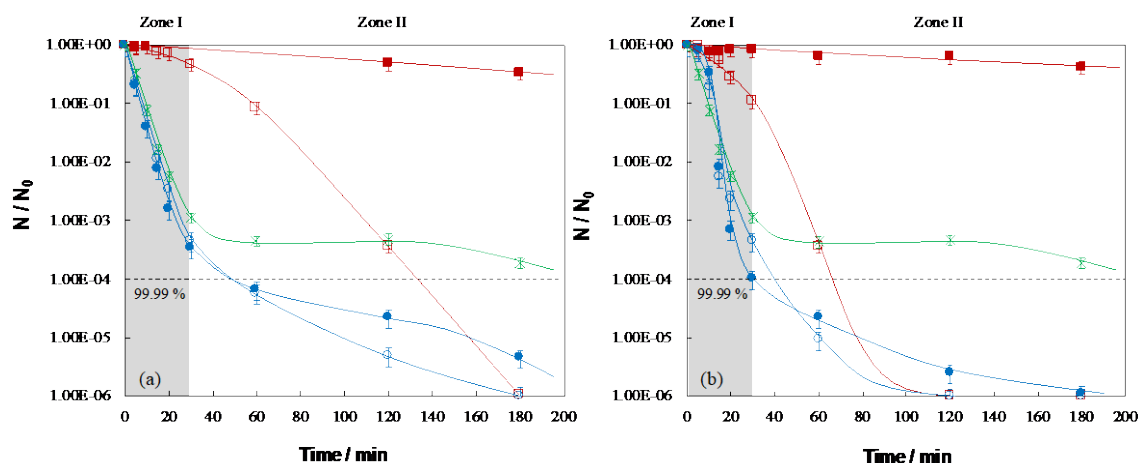 Zone I Zone II
1.00E+00
1.00E-01
1.00E-02
1.00E-03
1.00E-04
1.00E-05
1.00E-06
N / N0
99.99 %
(a)
0 20 40 60 80 100 120 140 160 180 200
Time / min
Zone I Zone II
1.00E+00
1.00E-01
1.00E-02
1.00E-03
1.00E-04
1.00E-05
1.00E-06
N / N0
99.99 %
(b)
0 20 40 60 80 100 120 140 160 180 200
Time / min